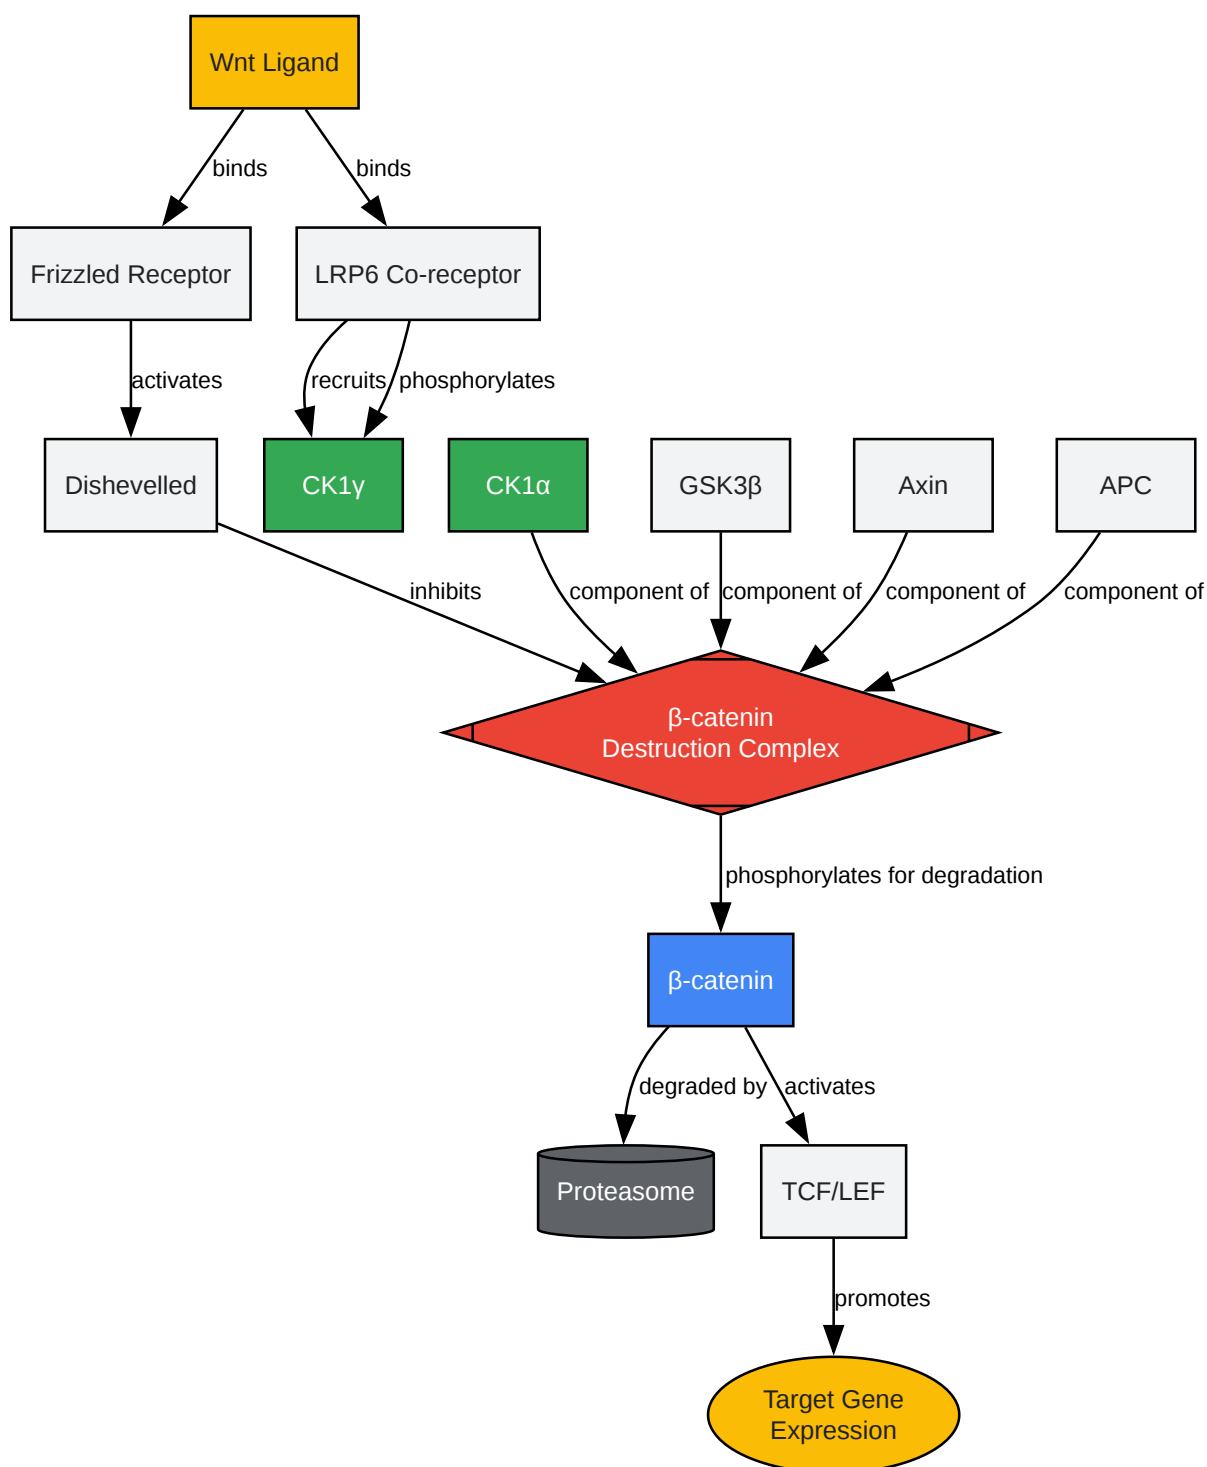 Wnt Ligand
binds
binds
Frizzled Receptor
LRP6 Co-receptor
activates
recruits
phosphorylates
Dishevelled
CK1γ
CK1α
GSK3β
Axin
APC
inhibits
component of
component of
component of
component of
β-catenin
Destruction Complex
phosphorylates for degradation
β-catenin
degraded by
activates
Proteasome
TCF/LEF
promotes
Target Gene
Expression